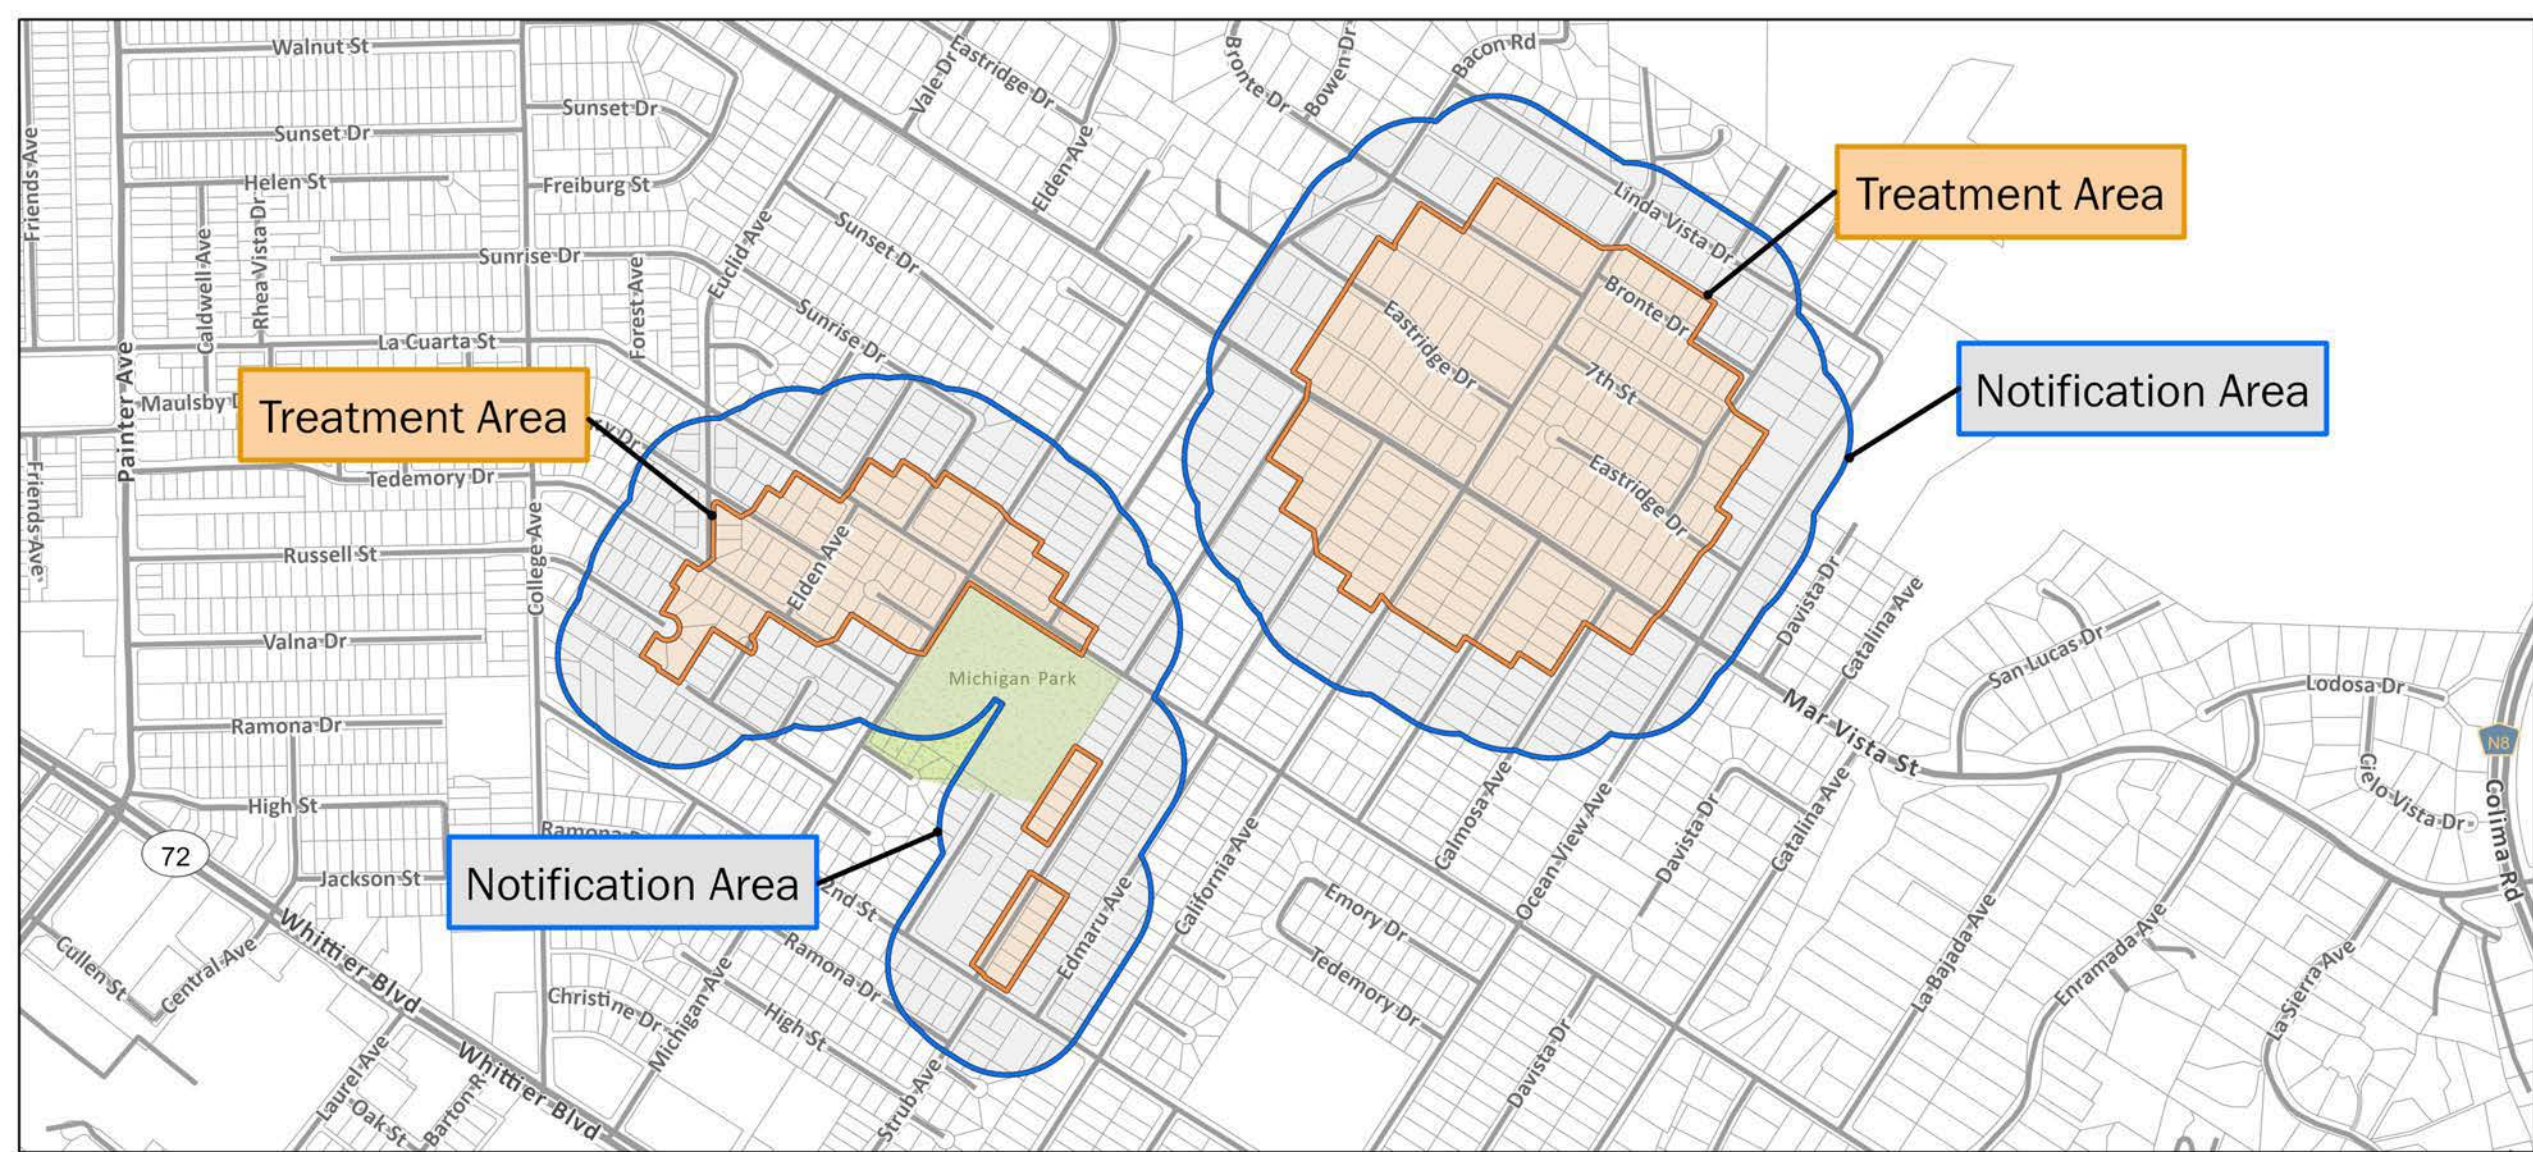 Walnut St
Sunset Dr
Helen St
Friends Ave
Caldwell Ave
Rhea Vista Dr
Sunset Dr
Freiburg St
Sunrise Dr
Forest Ave
Euclid Ave
La Cuarta St
Painter Ave
Maulsby
Treatment Area
Dr
Tedemory Dr
Friends Ave
College Ave
Russell St
Valna Dr
Ramona Dr
High St
72
Jackson St
Ramona
Notification Area
2nd St
Cullen St
Central Ave
Whittier Blvd
Whittier Blvd
Laurel Ave
Oak St
Barton R
Christine Dr
Michigan Ave
High St
Ramona Dr
Strub Ave
Edmaru Ave
California Ave
Vale Dr
Eastridge Dr
Elden Ave
Sunset Dr
Sunrise Dr
Elden Ave
Michigan Park
Bronte Dr
Bowen Dr
Bacon Rd
Linda Vista Dr
Treatment Area
Bronte Dr
Eastridge Dr
7th St
Eastridge Dr
Notification Area
Davista Dr
Catalina Ave
Mar Vista St
San Lucas Dr
Lodosa Dr
N8
Cielo Vista Dr
Colima Rd
Calmosa Ave
Ocean View Ave
Davista Dr
Catalina Ave
Emory Dr
Tedemory Dr
Davista Dr
La Bajada Ave
Enramada Ave
La Sierra Ave